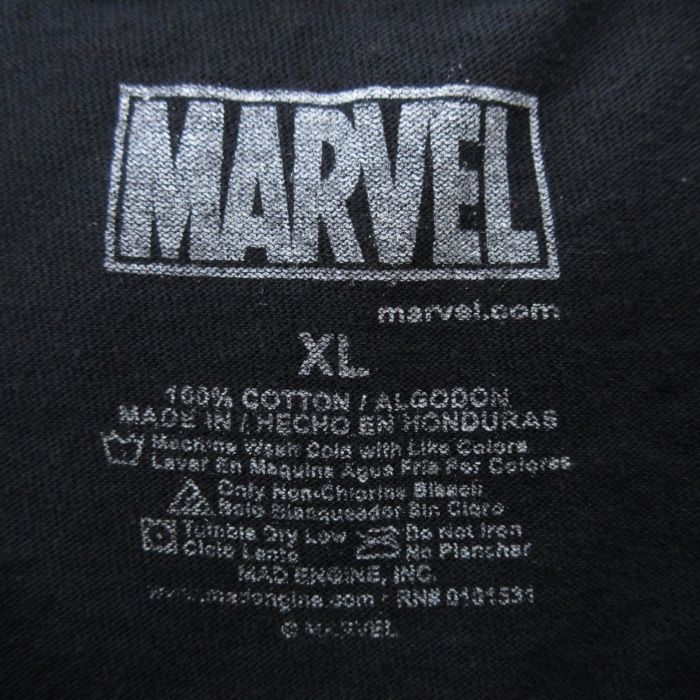 MARVEL
marvel.com
XL
100% COTTON / ALGODON
MADE IN / HECHO EN HONDURAS
Machine Wash Cold with Like Colors
Lavar En Maquina Agua Fria Por Colores
Only Non-Chlorine Bleach
Solo Blanqueador Sin Cloro
Tumble Dry Low
Ciclo Lento
Do Not Iron
No Planchar
MAD ENGINE, INC.
www.madengine.com • RN# 0101531
© MARVEL